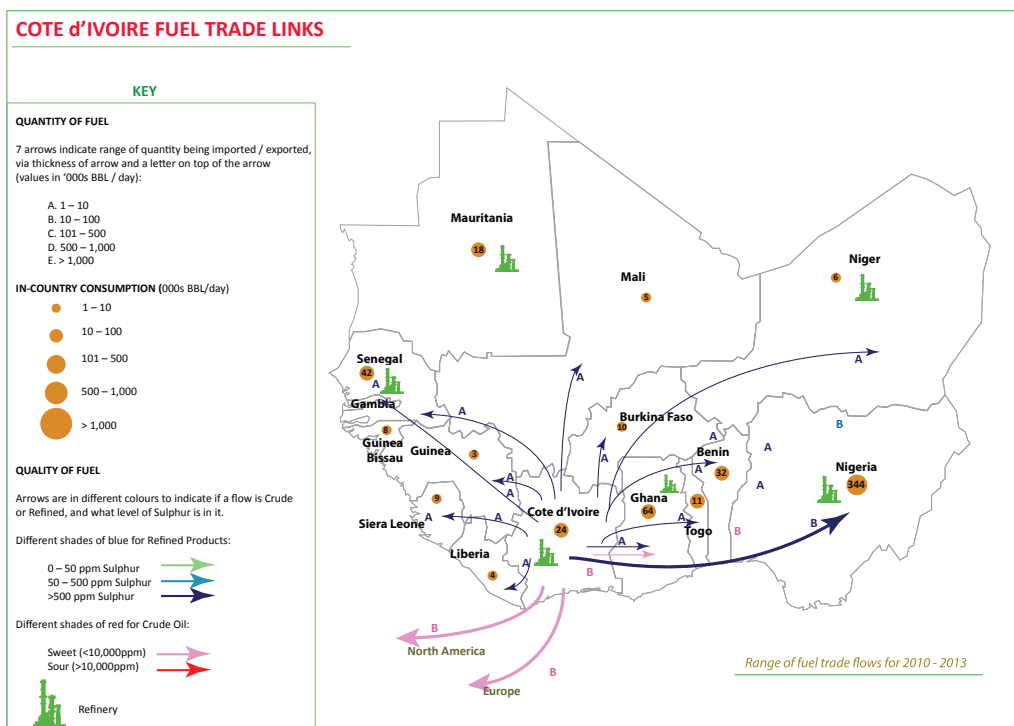 COTE d'IVOIRE FUEL TRADE LINKS
KEY
QUANTITY OF FUEL
7 arrows indicate range of quantity being imported / exported,
via thickness of arrow and a letter on top of the arrow
(values in '000s BBL / day):
A. 1 – 10
B. 10 – 100
C. 101 – 500
D. 500 – 1,000
E. > 1,000
IN-COUNTRY CONSUMPTION (000s BBL/day)
1 – 10
10 – 100
101 – 500
500 – 1,000
> 1,000
QUALITY OF FUEL
Arrows are in different colours to indicate if a flow is Crude
or Refined, and what level of Sulphur is in it.
Different shades of blue for Refined Products:
0 – 50 ppm Sulphur
50 – 500 ppm Sulphur
>500 ppm Sulphur
Different shades of red for Crude Oil:
Sweet (<10,000ppm)
Sour (>10,000ppm)
Refinery
Mauritania
18
Mali
5
Niger
6
Senegal
42
A
A
A
Gambia
A
Burkina Faso
10
B
8
Guinea
Bissau
Guinea
3
A
A
Benin
32
A
A
A
Nigeria
344
A
A
A
9
Siera Leone
A
A
Cote d'Ivoire
24
Ghana
64
11
A
Togo
B
B
Liberia
4
A
A
B
B
North America
B
Europe
Range of fuel trade flows for 2010 - 2013